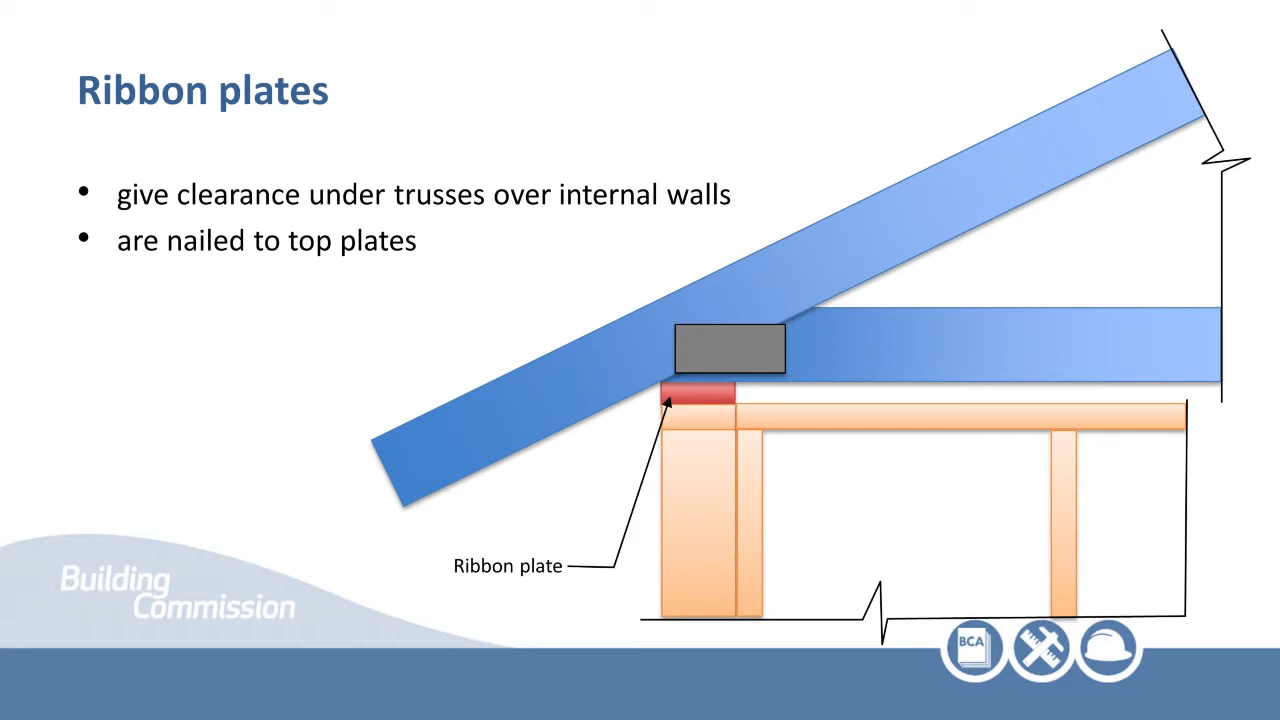 Ribbon plates
• give clearance under trusses over internal walls
• are nailed to top plates
Ribbon plate
Building
Commission
BCA